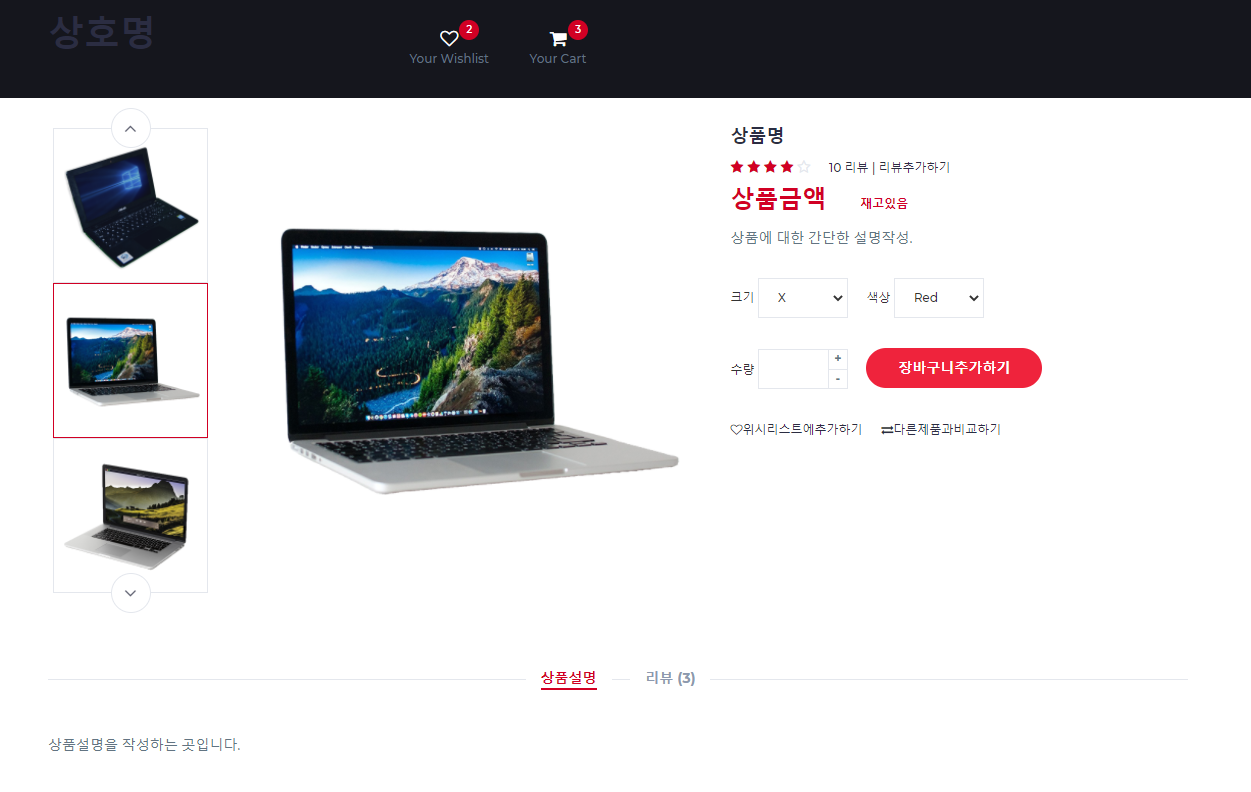 상호명
2
Your Wishlist
3
Your Cart
상품명
10 리뷰 | 리뷰추가하기
상품금액 재고있음
상품에 대한 간단한 설명작성.
크기 X 색상 Red
수량 + - 장바구니추가하기
위시리스트에추가하기 다른제품과비교하기
상품설명 리뷰 (3)
상품설명을 작성하는 곳입니다.